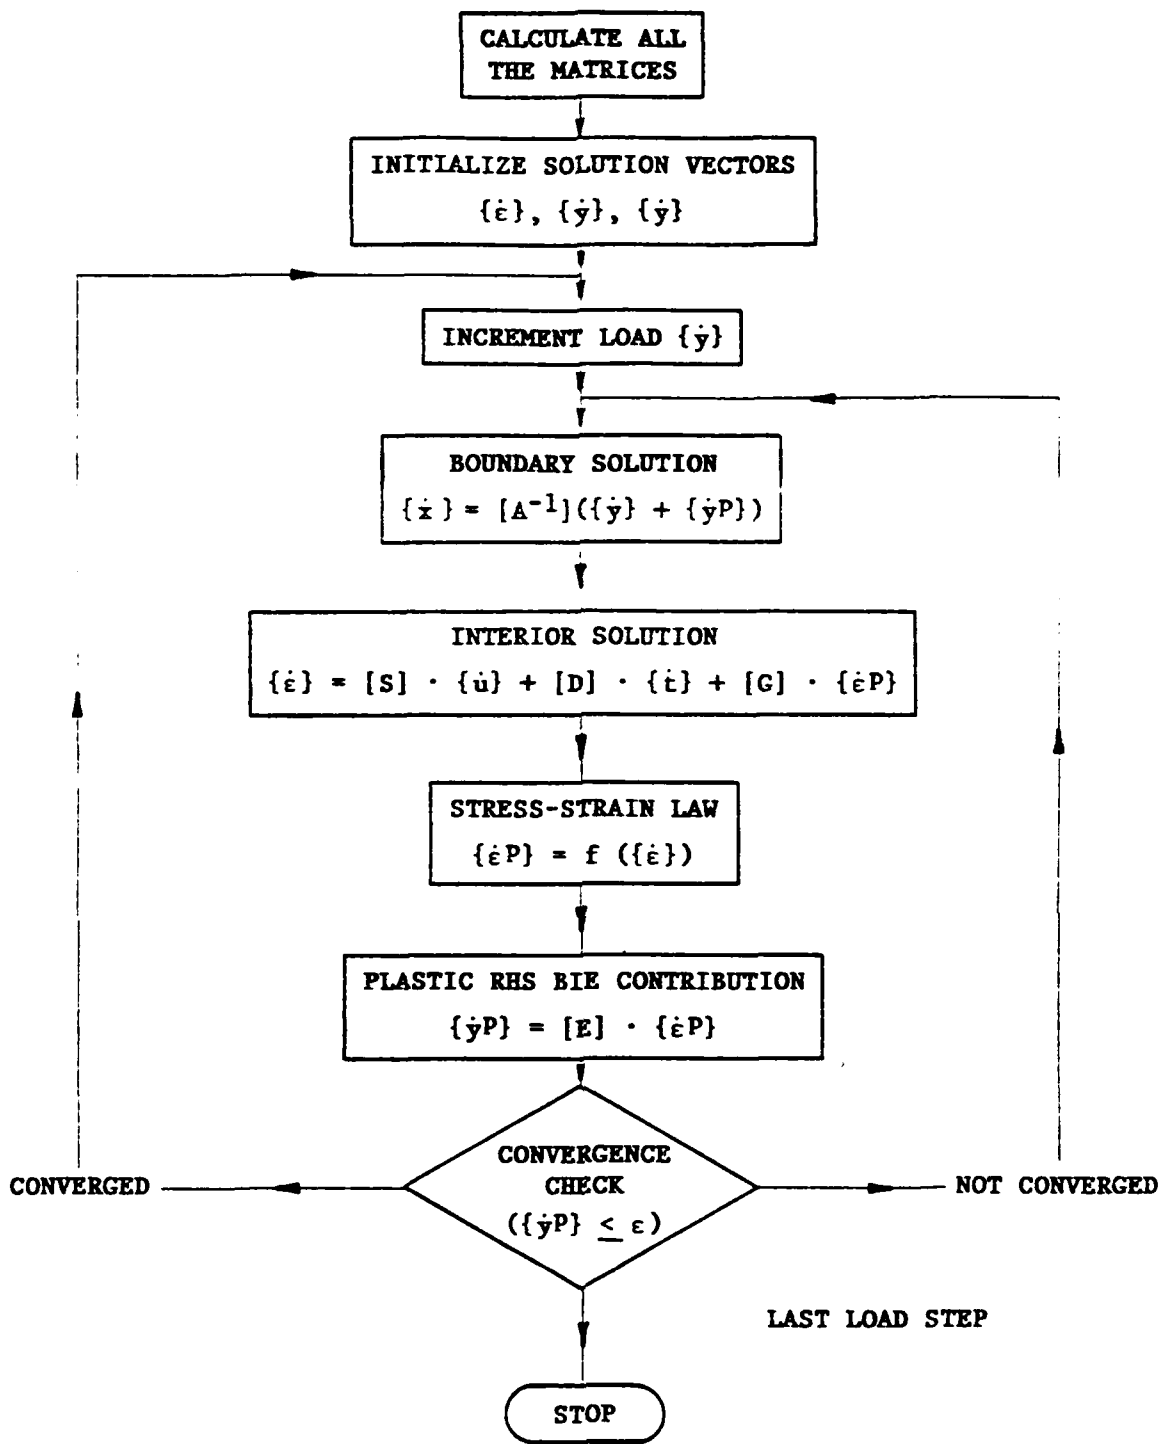 CALCULATE ALL
THE MATRICES
INITIALIZE SOLUTION VECTORS
{ε̇}, {ẏ}, {ẏ}
INCREMENT LOAD {ẏ}
BOUNDARY SOLUTION
{ẋ } = [A⁻¹]({ẏ} + {ẏP})
INTERIOR SOLUTION
{ε̇} = [S] · {u̇} + [D] · {ṫ} + [G] · {ε̇P}
STRESS-STRAIN LAW
{ε̇P} = f ({ε̇})
PLASTIC RHS BIE CONTRIBUTION
{ẏP} = [E] · {ε̇P}
CONVERGENCE
CHECK
({ẏP} ≤ ε)
CONVERGED
NOT CONVERGED
LAST LOAD STEP
STOP